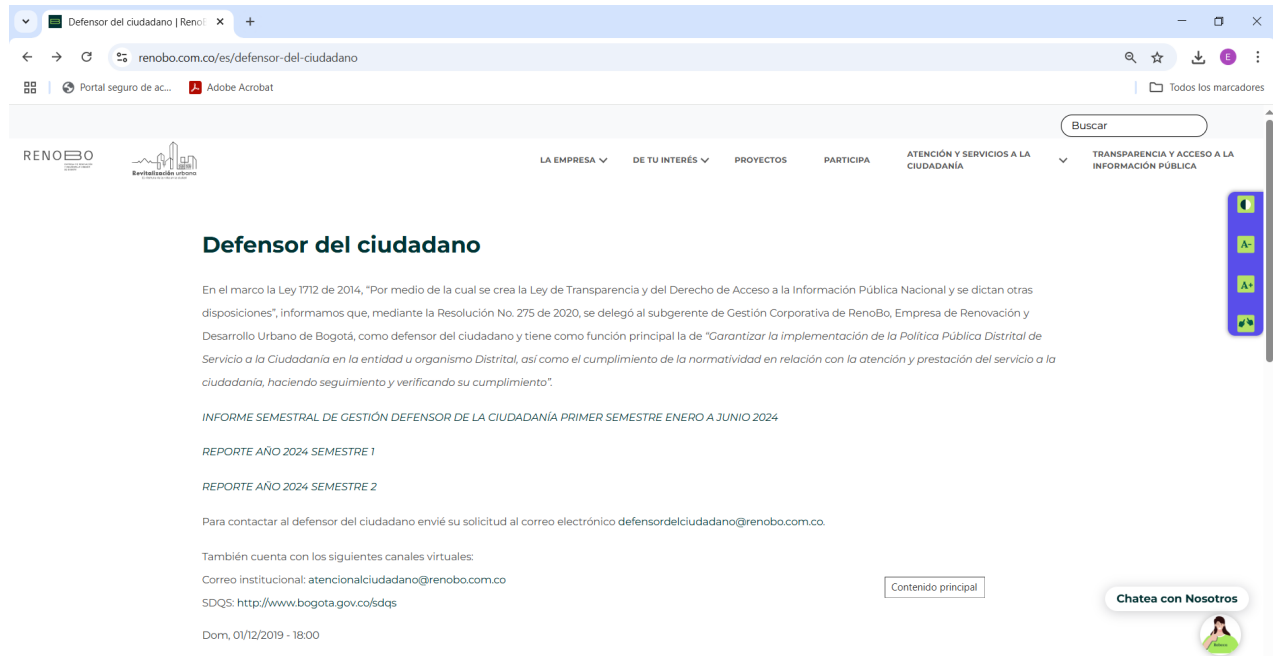 Defensor del ciudadano | RenoB
renobo.com.co/es/defensor-del-ciudadano
E
Portal seguro de ac...
Adobe Acrobat
Todos los marcadores
Buscar
RENOBO
Revitalización urbana
LA EMPRESA
DE TU INTERÉS
PROYECTOS
PARTICIPA
ATENCIÓN Y SERVICIOS A LA
CIUDADANÍA
TRANSPARENCIA Y ACCESO A LA
INFORMACIÓN PÚBLICA
A-
A+
Defensor del ciudadano
En el marco la Ley 1712 de 2014, “Por medio de la cual se crea la Ley de Transparencia y del Derecho de Acceso a la Información Pública Nacional y se dictan otras
disposiciones”, informamos que, mediante la Resolución No. 275 de 2020, se delegó al subgerente de Gestión Corporativa de RenoBo, Empresa de Renovación y
Desarrollo Urbano de Bogotá, como defensor del ciudadano y tiene como función principal la de “Garantizar la implementación de la Política Pública Distrital de
Servicio a la Ciudadanía en la entidad u organismo Distrital, así como el cumplimiento de la normatividad en relación con la atención y prestación del servicio a la
ciudadanía, haciendo seguimiento y verificando su cumplimiento”.
INFORME SEMESTRAL DE GESTIÓN DEFENSOR DE LA CIUDADANÍA PRIMER SEMESTRE ENERO A JUNIO 2024
REPORTE AÑO 2024 SEMESTRE 1
REPORTE AÑO 2024 SEMESTRE 2
Para contactar al defensor del ciudadano envié su solicitud al correo electrónico defensordelciudadano@renobo.com.co.
También cuenta con los siguientes canales virtuales:
Correo institucional: atencionalciudadano@renobo.com.co
SDQS: http://www.bogota.gov.co/sdqs
Contenido principal
Chatea con Nosotros
Dom, 01/12/2019 - 18:00